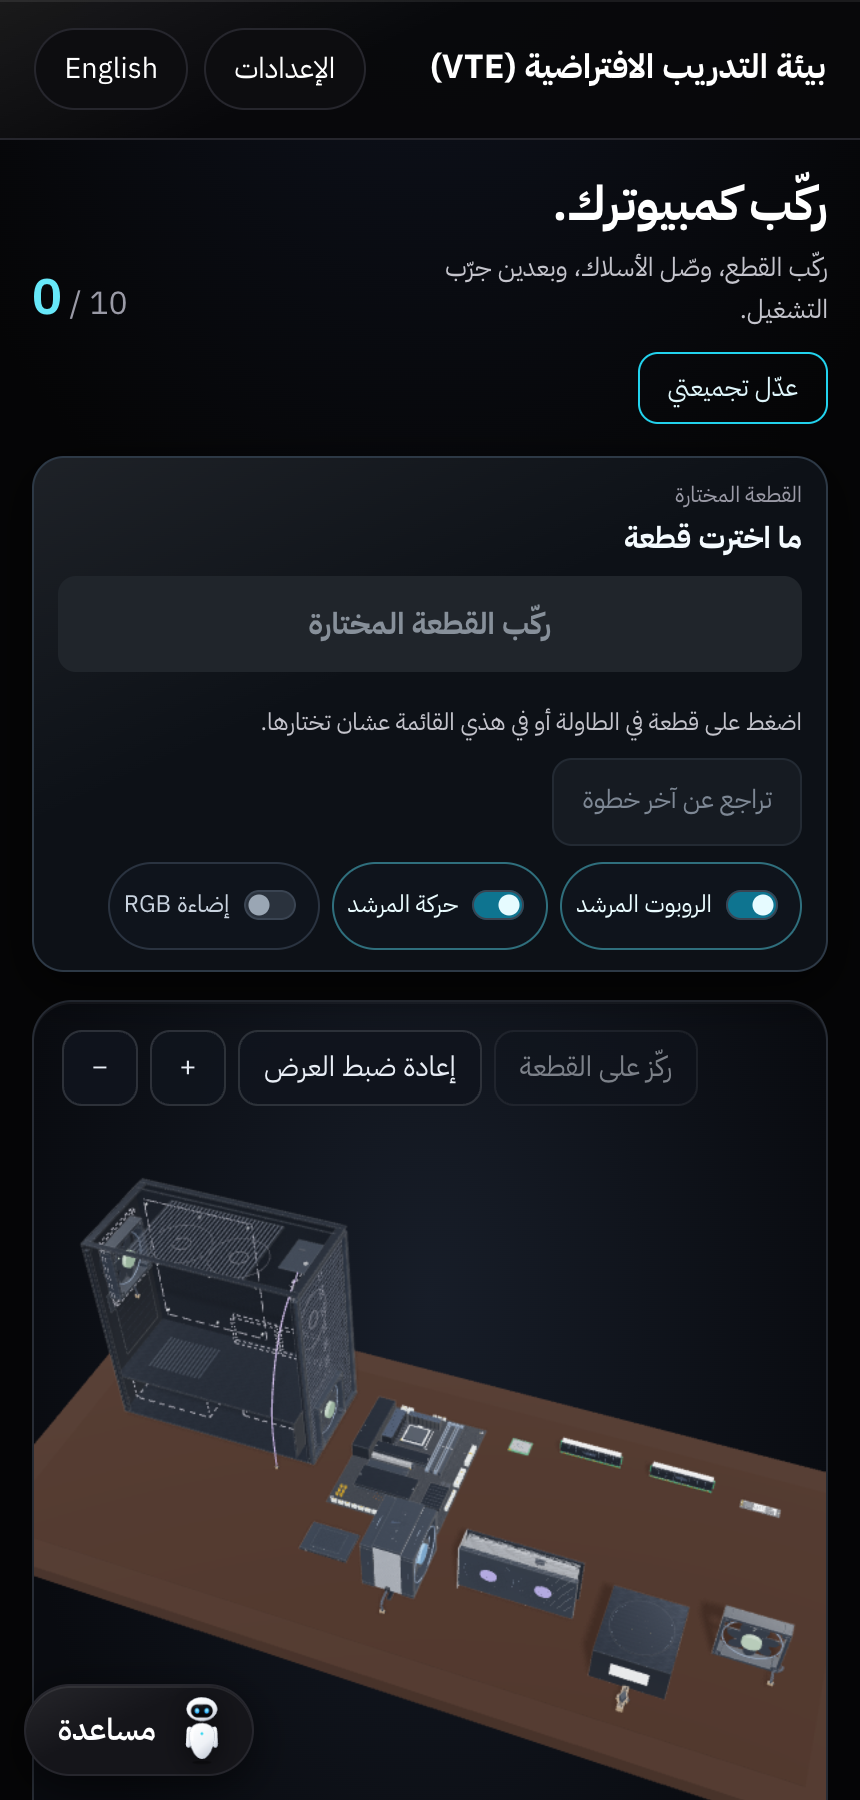 بيئة التدريب الافتراضية (VTE)
الإعدادات
English
ركّب كمبيوترك.
ركّب القطع، وصّل الأسلاك، وبعدين جرّب
التشغيل.
0 / 10
عدّل تجميعتي
القطعة المختارة
ما اخترت قطعة
ركّب القطعة المختارة
اضغط على قطعة في الطاولة أو في هذي القائمة عشان تختارها.
تراجع عن آخر خطوة
الروبوت المرشد
حركة المرشد
إضاءة RGB
ركّز على القطعة
إعادة ضبط العرض
+
−
مساعدة